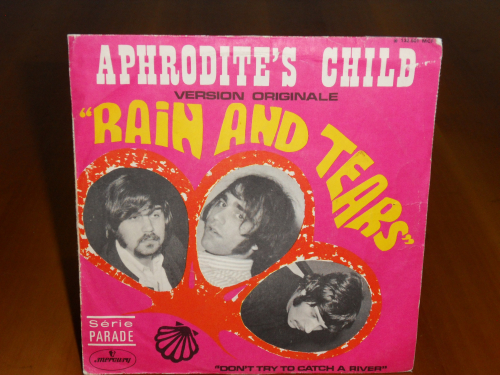 APHRODITE'S CHILD
VERSION ORIGINALE
"RAIN AND TEARS"
Série
PARADE
mercury
"DON'T TRY TO CATCH A RIVER"